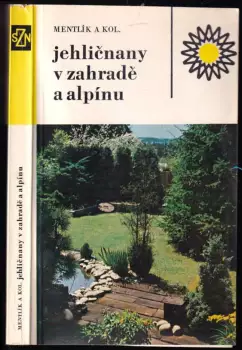 SZN
MENTLÍK A KOL.
jehličnany
v zahradě
a alpínu
MENTLÍK A KOL. jehličnany v zahradě a alpínu